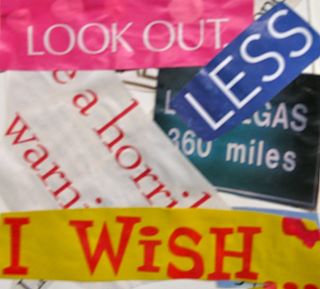 LOOK OUT
LESS
e a horri
warni
360 miles
I WiSH
...